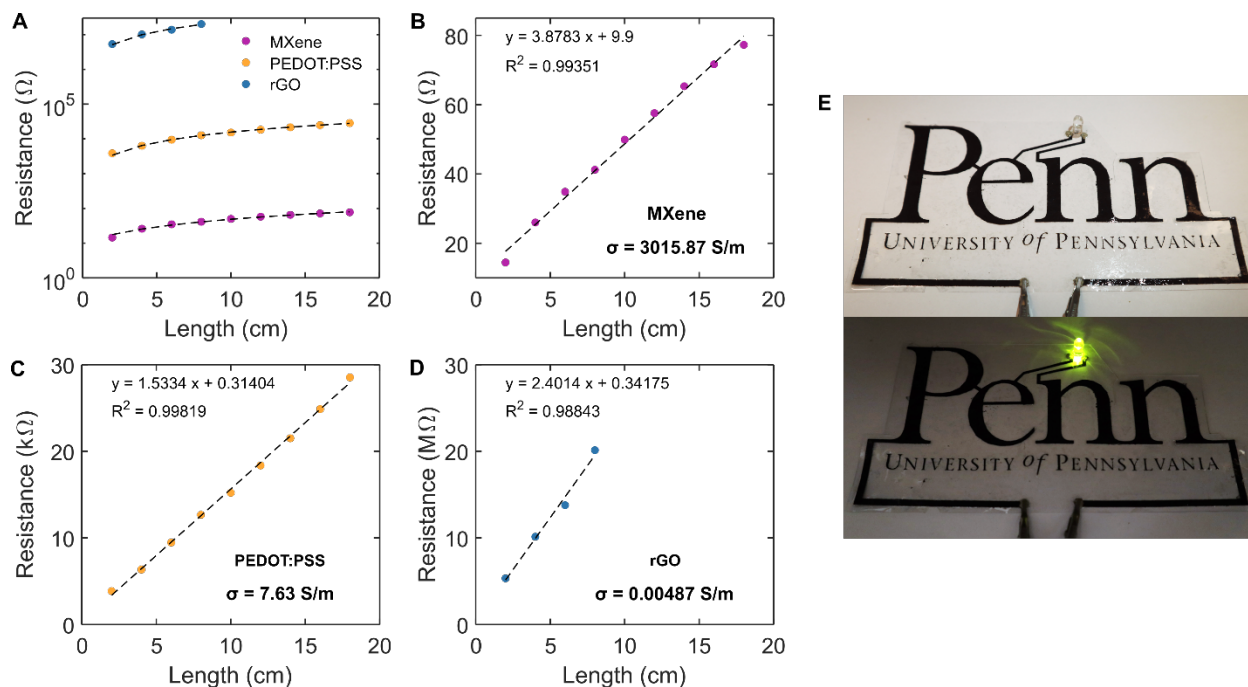 A
MXene
PEDOT:PSS
rGO
10^5
10^0
Resistance (Ω)
0 5 10 15 20
Length (cm)
B
y = 3.8783 x + 9.9
R^2 = 0.99351
80
60
40
20
Resistance (Ω)
MXene
σ = 3015.87 S/m
0 5 10 15 20
Length (cm)
C
y = 1.5334 x + 0.31404
R^2 = 0.99819
30
20
10
0
Resistance (kΩ)
PEDOT:PSS
σ = 7.63 S/m
0 5 10 15 20
Length (cm)
D
y = 2.4014 x + 0.34175
R^2 = 0.98843
30
20
10
0
Resistance (MΩ)
rGO
σ = 0.00487 S/m
0 5 10 15 20
Length (cm)
E
Penn
UNIVERSITY of PENNSYLVANIA
Penn
UNIVERSITY of PENNSYLVANIA